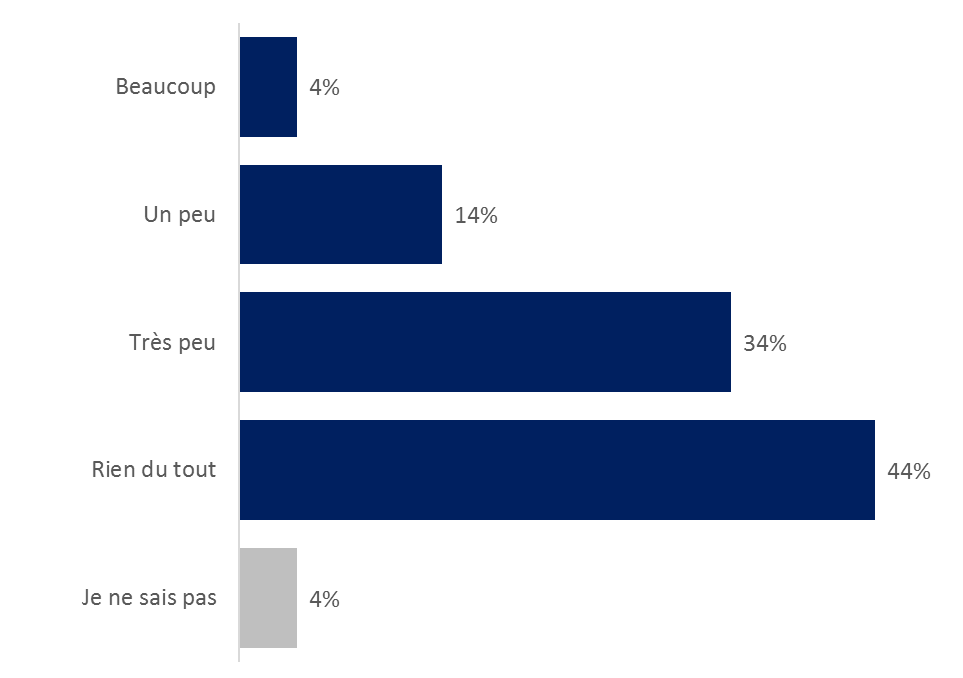 Beaucoup 4%
Un peu 14%
Très peu 34%
Rien du tout 44%
Je ne sais pas 4%